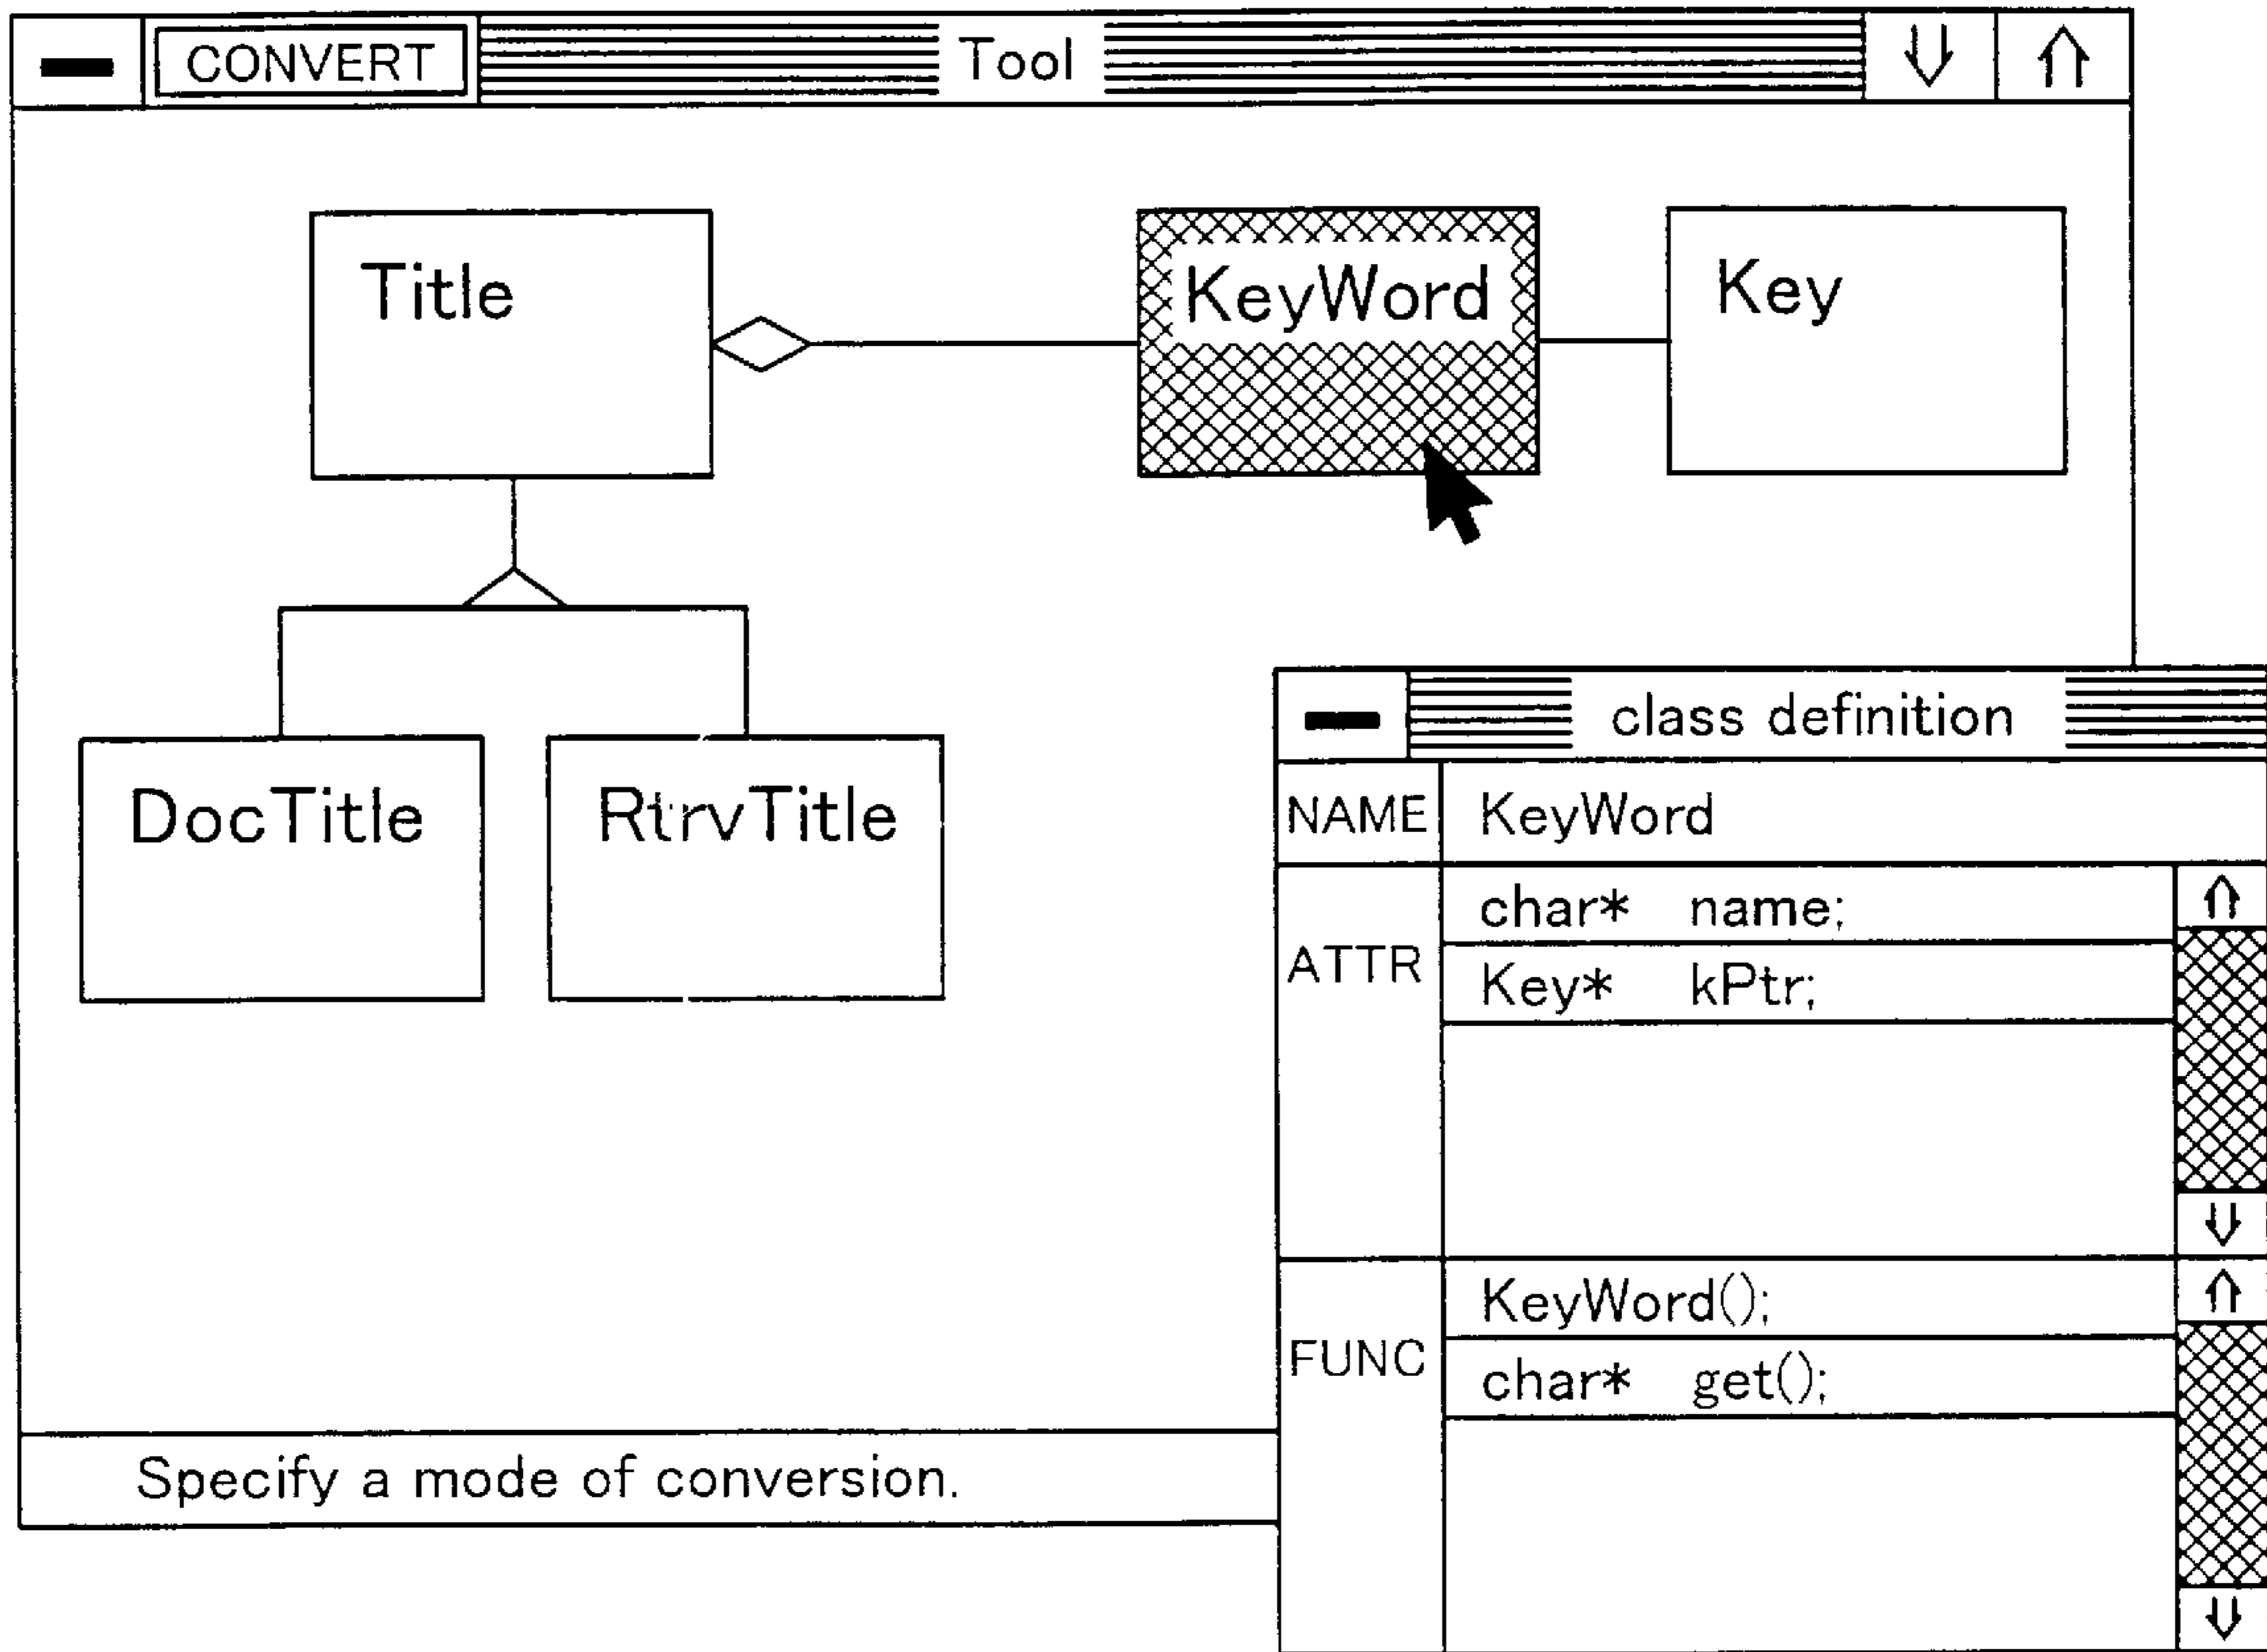 CONVERT Tool
Title KeyWord Key
DocTitle RtrvTitle
class definition
NAME KeyWord
ATTR
char* name;
Key* kPtr;
FUNC
KeyWord();
char* get();
Specify a mode of conversion.